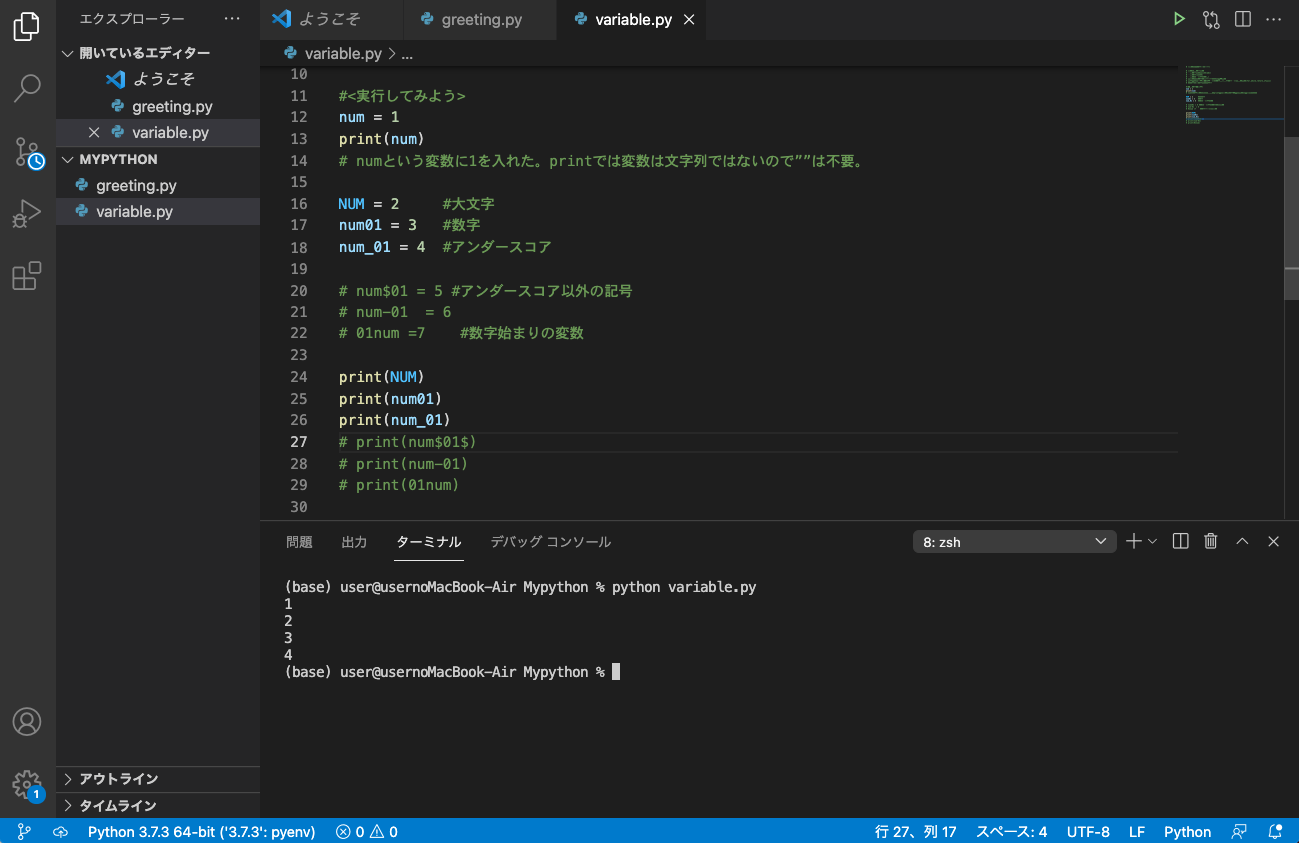 エクスプローラー ···
開いているエディター
ようこそ
greeting.py
variable.py
MYPYTHON
greeting.py
variable.py
アウトライン
タイムライン
1
ようこそ greeting.py variable.py
variable.py > ...
10
11 #<実行してみよう>
12 num = 1
13 print(num)
14 # numという変数に1を入れた。printでは変数は文字列ではないので””は不要。
15
16 NUM = 2     #大文字
17 num01 = 3   #数字
18 num_01 = 4  #アンダースコア
19
20 # num$01 = 5 #アンダースコア以外の記号
21 # num-01  = 6
22 # 01num =7    #数字始まりの変数
23
24 print(NUM)
25 print(num01)
26 print(num_01)
27 # print(num$01$)
28 # print(num-01)
29 # print(01num)
30
問題 出力 ターミナル デバッグ コンソール 8: zsh
(base) user@usernoMacBook-Air Mypython % python variable.py
1
2
3
4
(base) user@usernoMacBook-Air Mypython %
Python 3.7.3 64-bit ('3.7.3': pyenv) 0 0 行 27、列 17 スペース: 4 UTF-8 LF Python